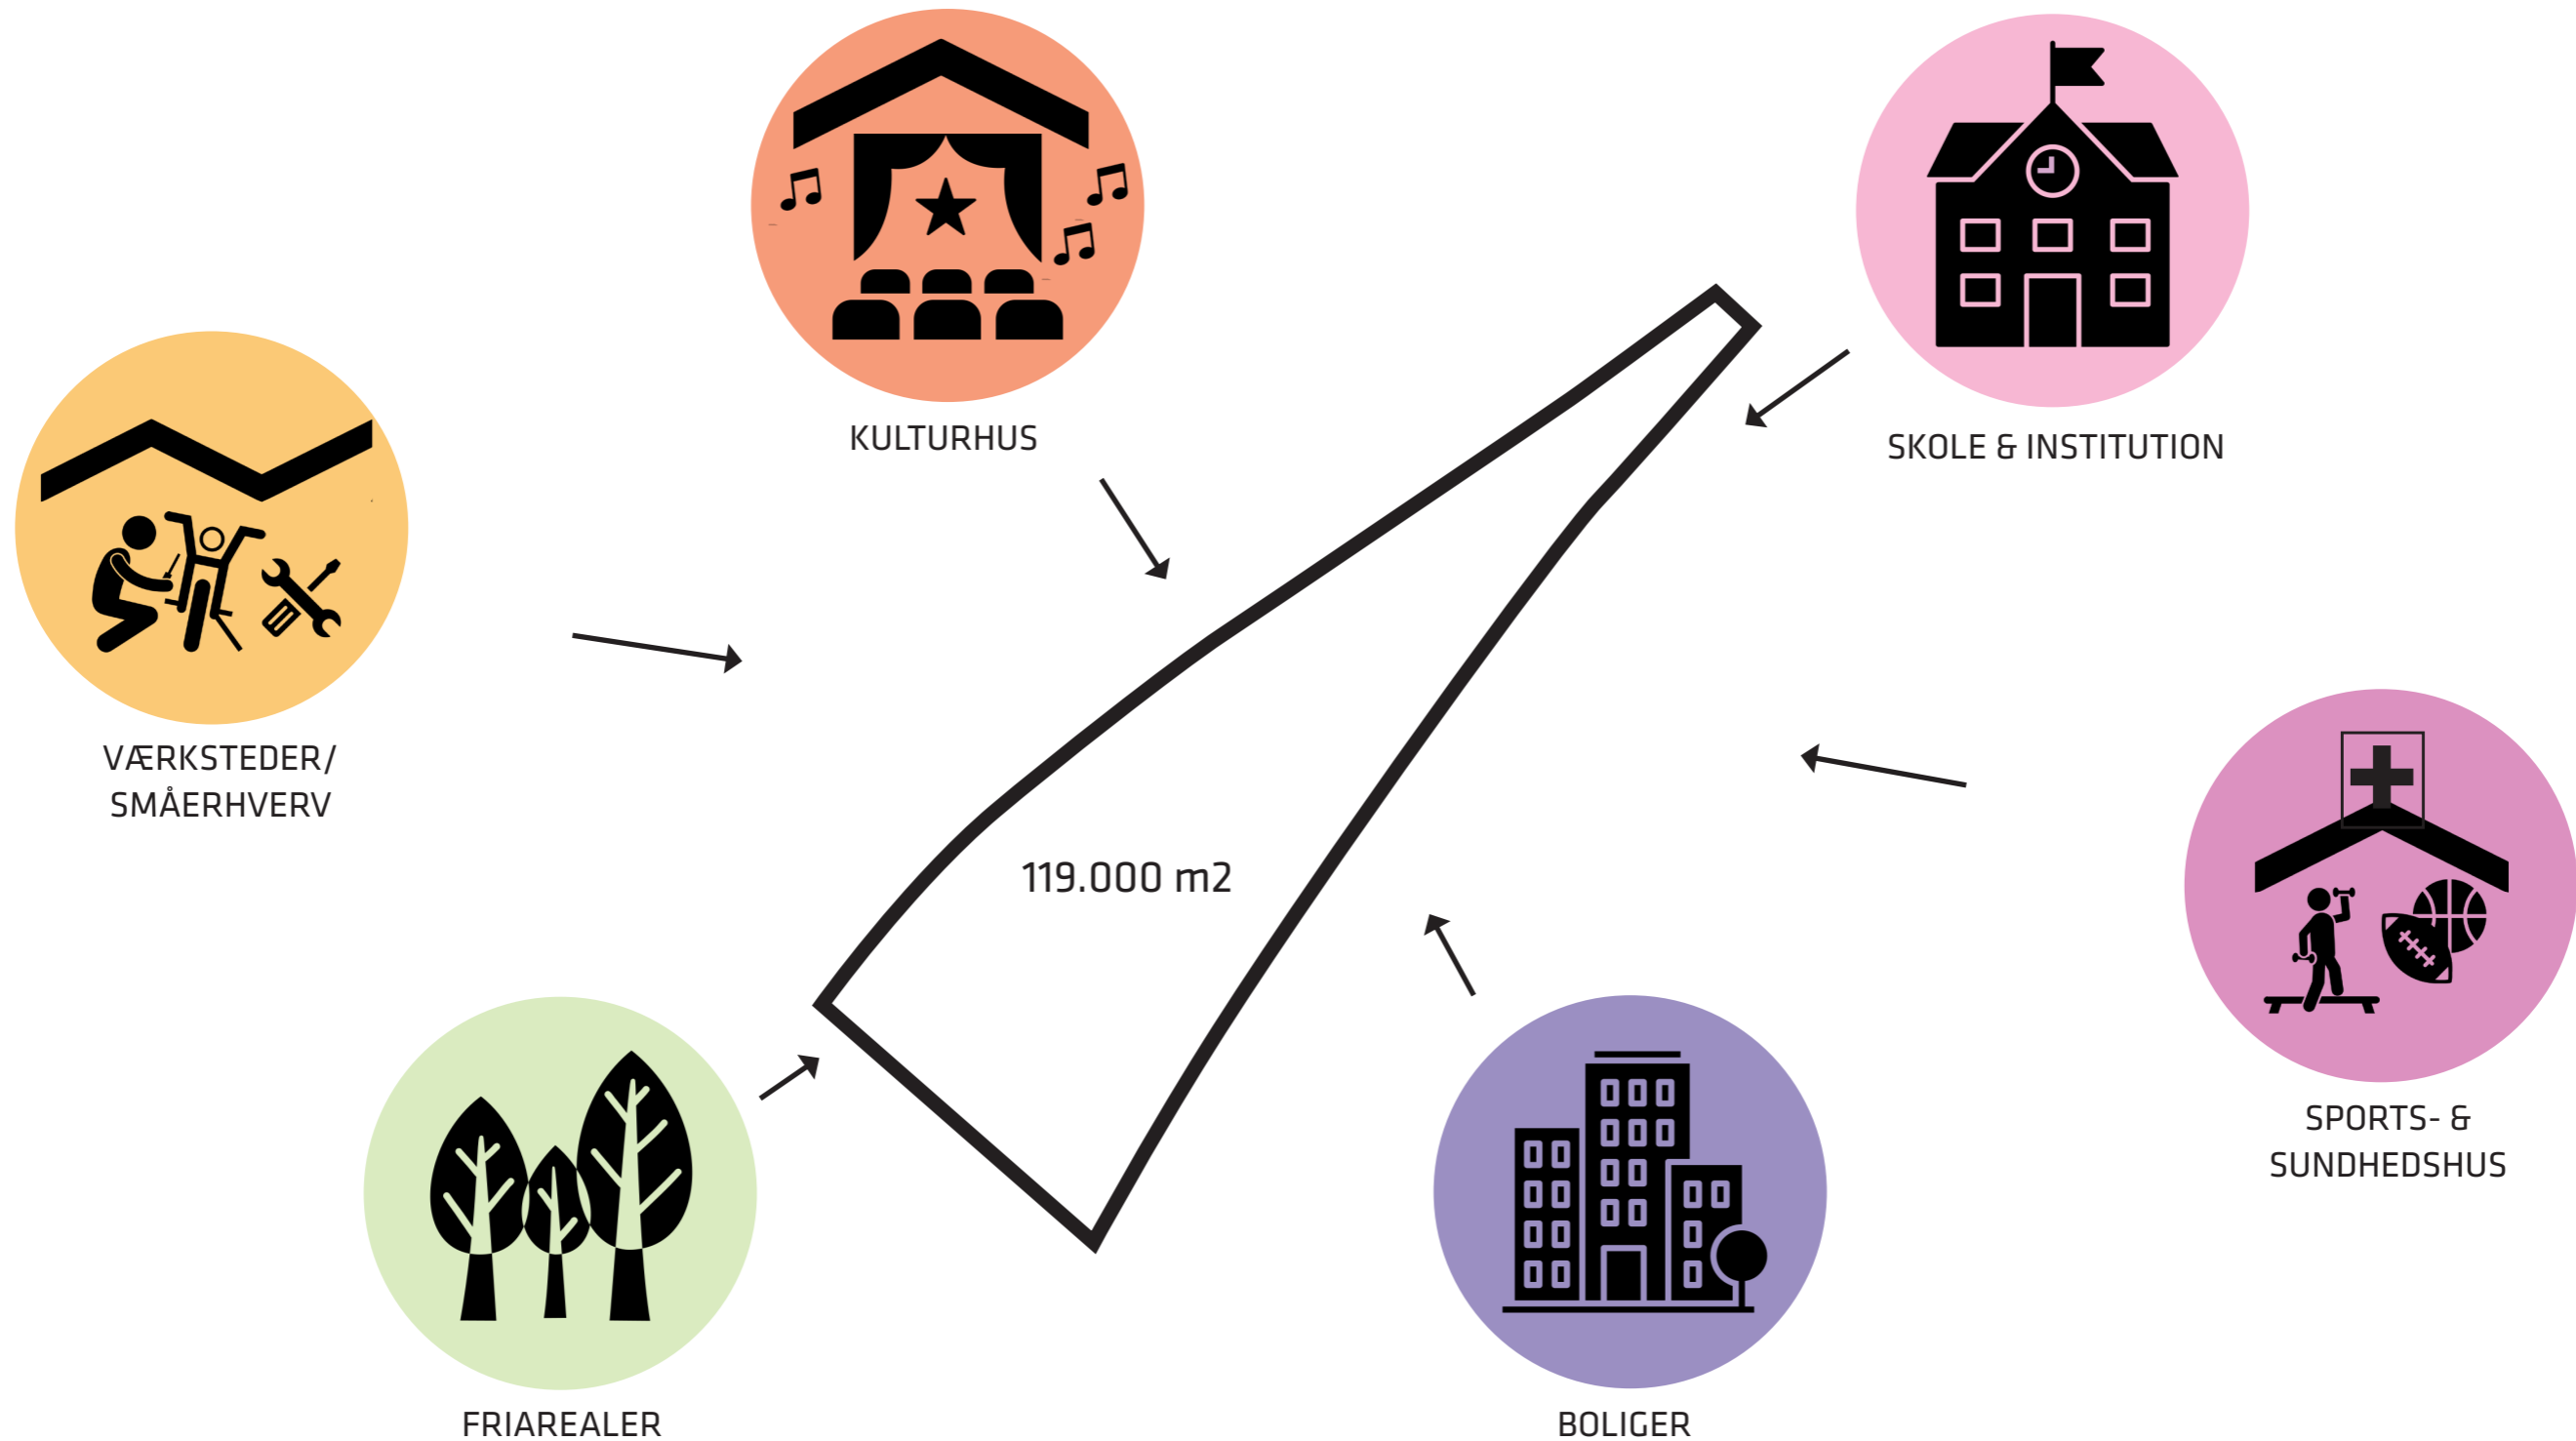 KULTURHUS
SKOLE & INSTITUTION
VÆRKSTEDER/
SMÅERHVERV
119.000 m2
SPORTS- &
SUNDHEDSHUS
FRIAREALER
BOLIGER